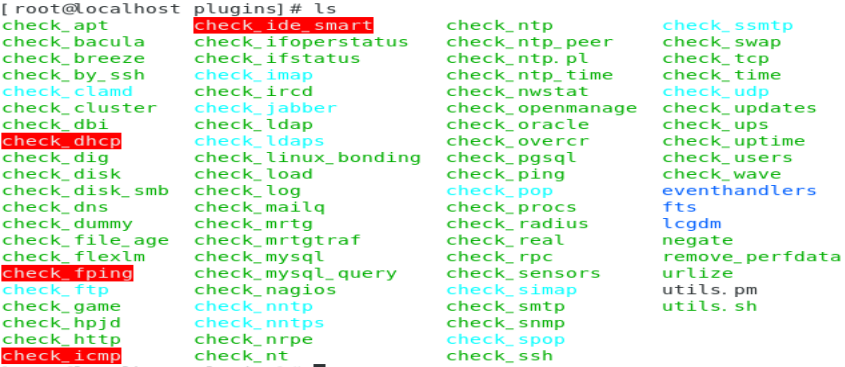 [root@localhost plugins]# ls
check_apt check_ide_smart check_ntp check_ssmtp
check_bacula check_ifoperstatus check_ntp_peer check_swap
check_breeze check_ifstatus check_ntp.pl check_tcp
check_by_ssh check_imap check_ntp_time check_time
check_clamd check_ircd check_nwstat check_udp
check_cluster check_jabber check_openmanage check_updates
check_dbi check_ldap check_oracle check_ups
check_dhcp check_ldaps check_overcr check_uptime
check_dig check_linux_bonding check_pgsql check_users
check_disk check_load check_ping check_wave
check_disk_smb check_log check_pop eventhandlers
check_dns check_mailq check_procs fts
check_dummy check_mrtg check_radius lcgdm
check_file_age check_mrtgtraf check_real negate
check_flexlm check_mysql check_rpc remove_perfdata
check_fping check_mysql_query check_sensors urlize
check_ftp check_nagios check_simap utils.pm
check_game check_nntp check_smtp utils.sh
check_hpjd check_nntps check_snmp
check_http check_nrpe check_spop
check_icmp check_nt check_ssh